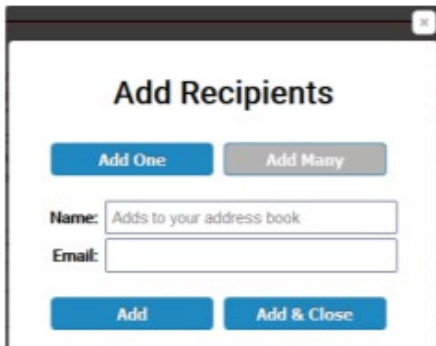 ×
Add Recipients
Add One Add Many
Name: Adds to your address book
Email:
Add Add & Close